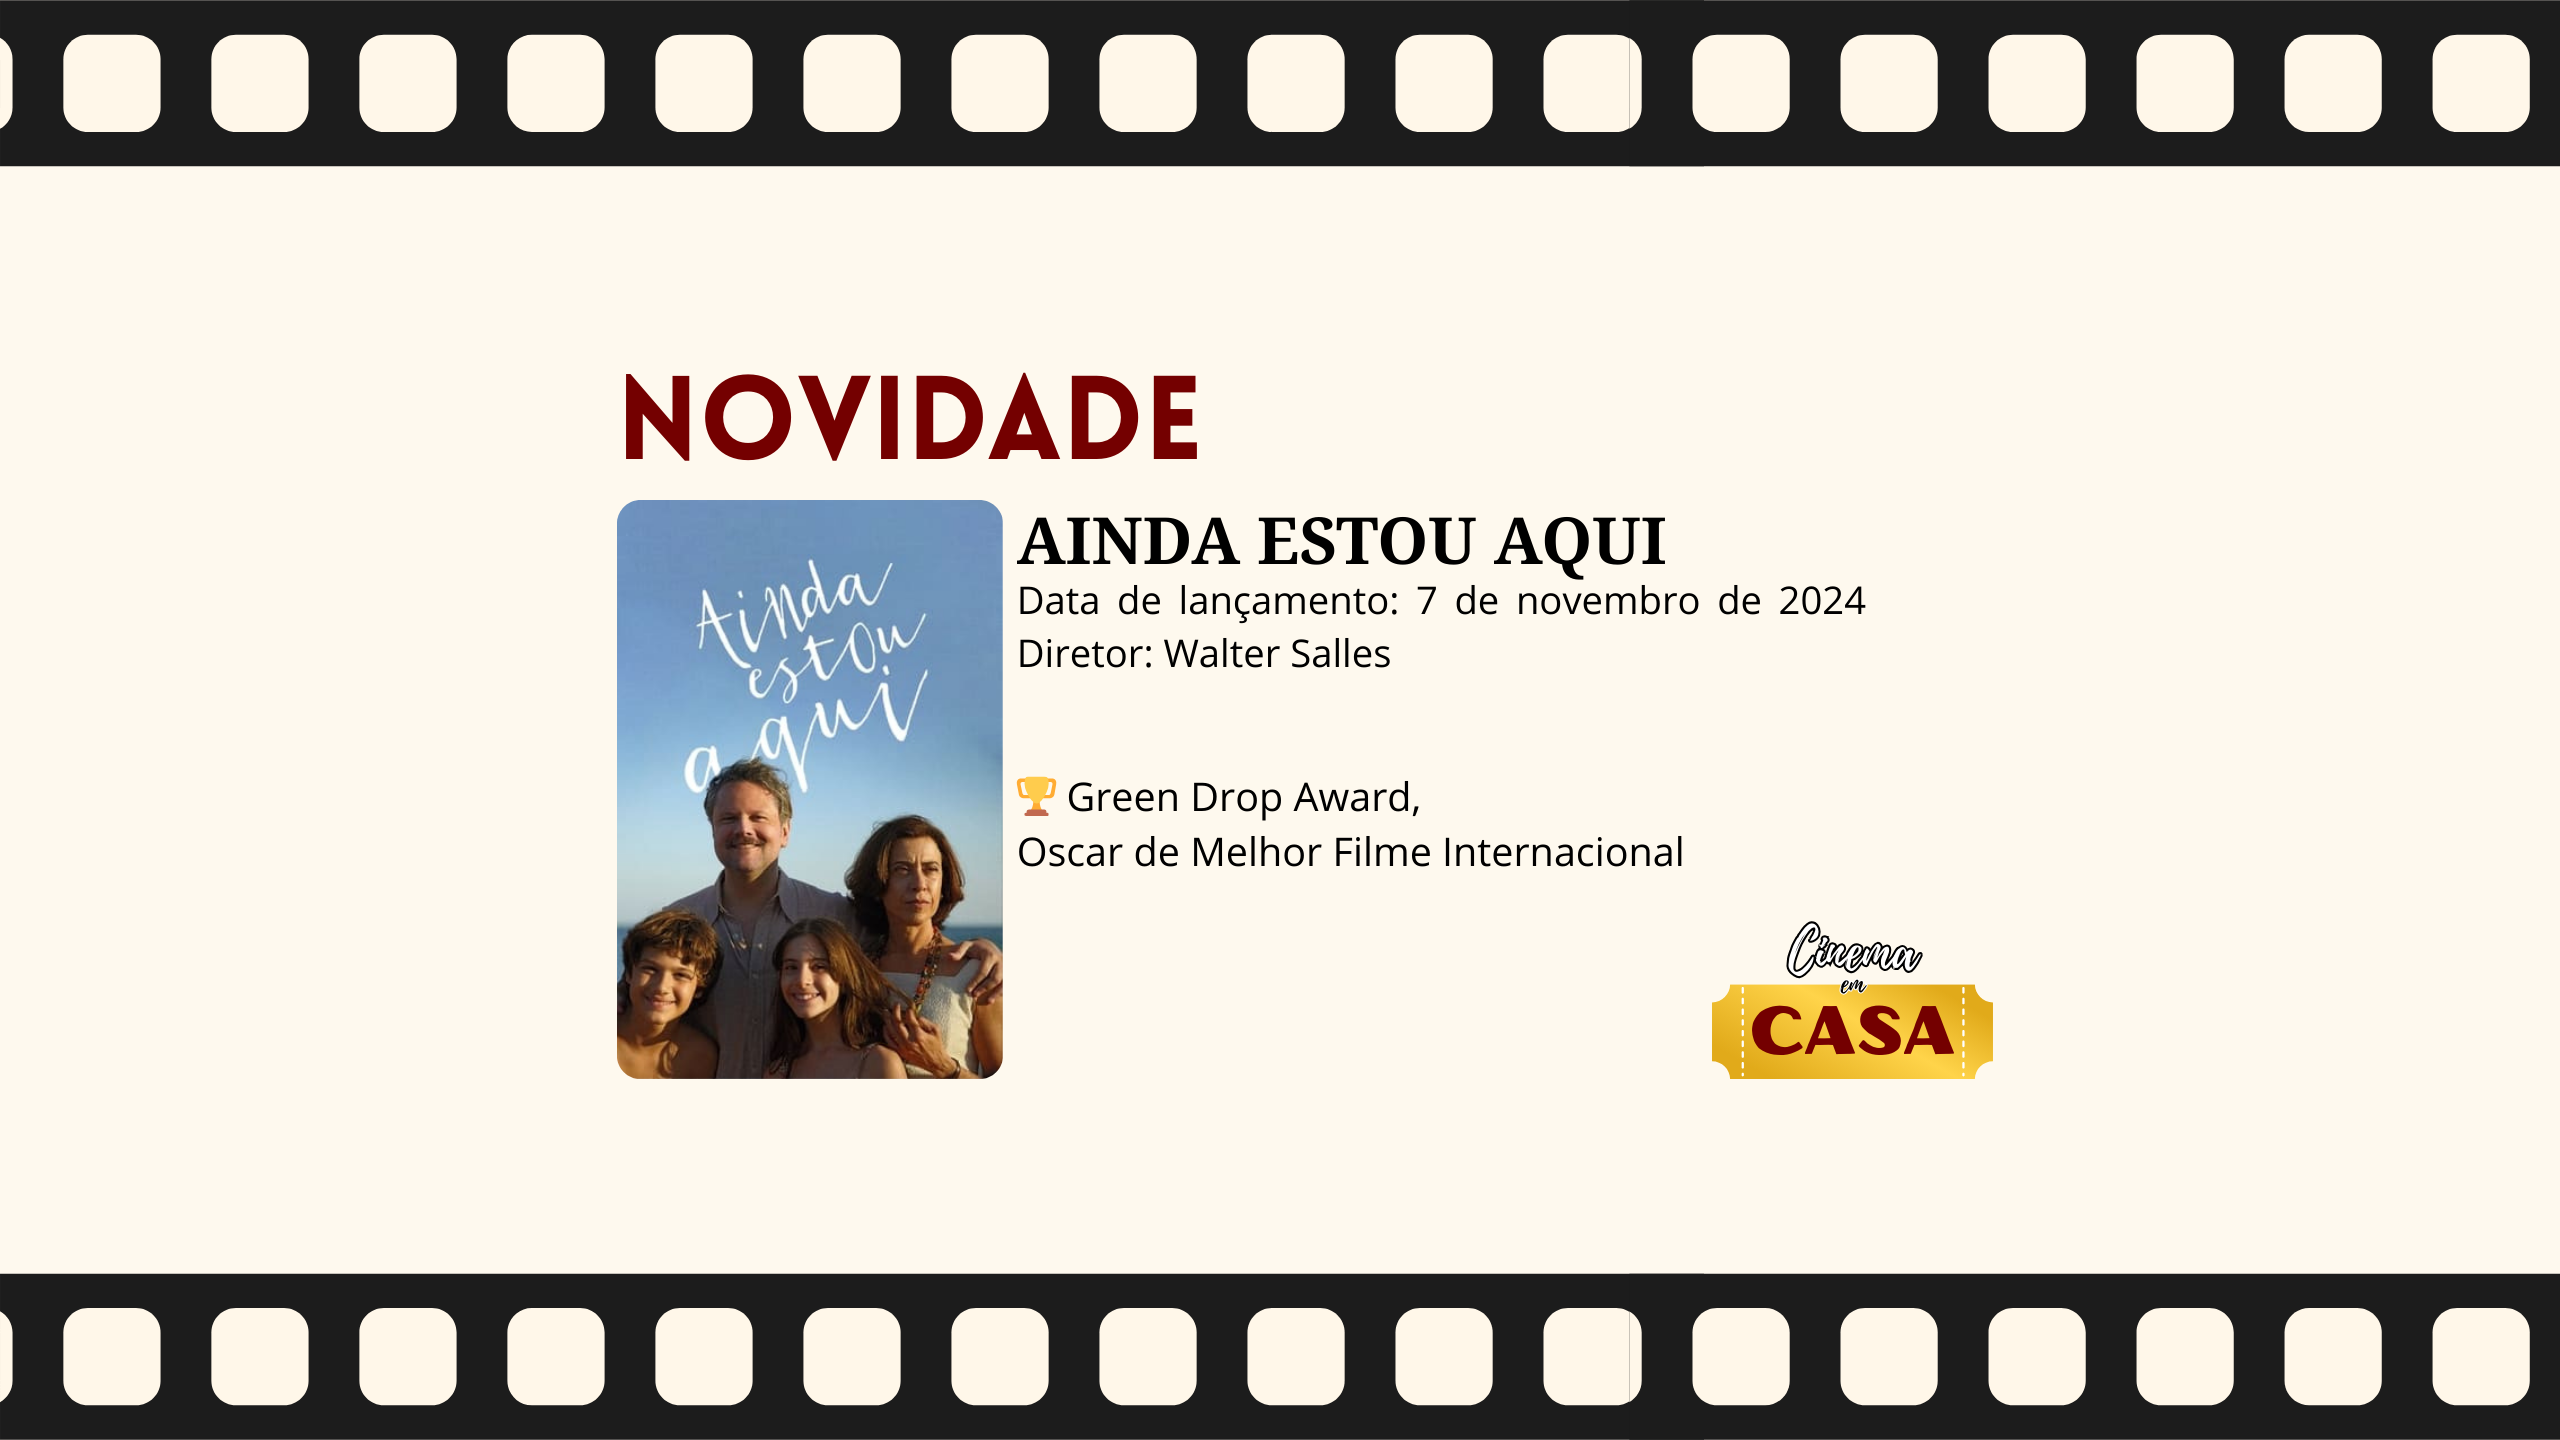 NOVIDADE
Ainda
estou
aqui
AINDA ESTOU AQUI
Data de lançamento: 7 de novembro de 2024
Diretor: Walter Salles
🏆 Green Drop Award,
Oscar de Melhor Filme Internacional
Cinema
em
CASA